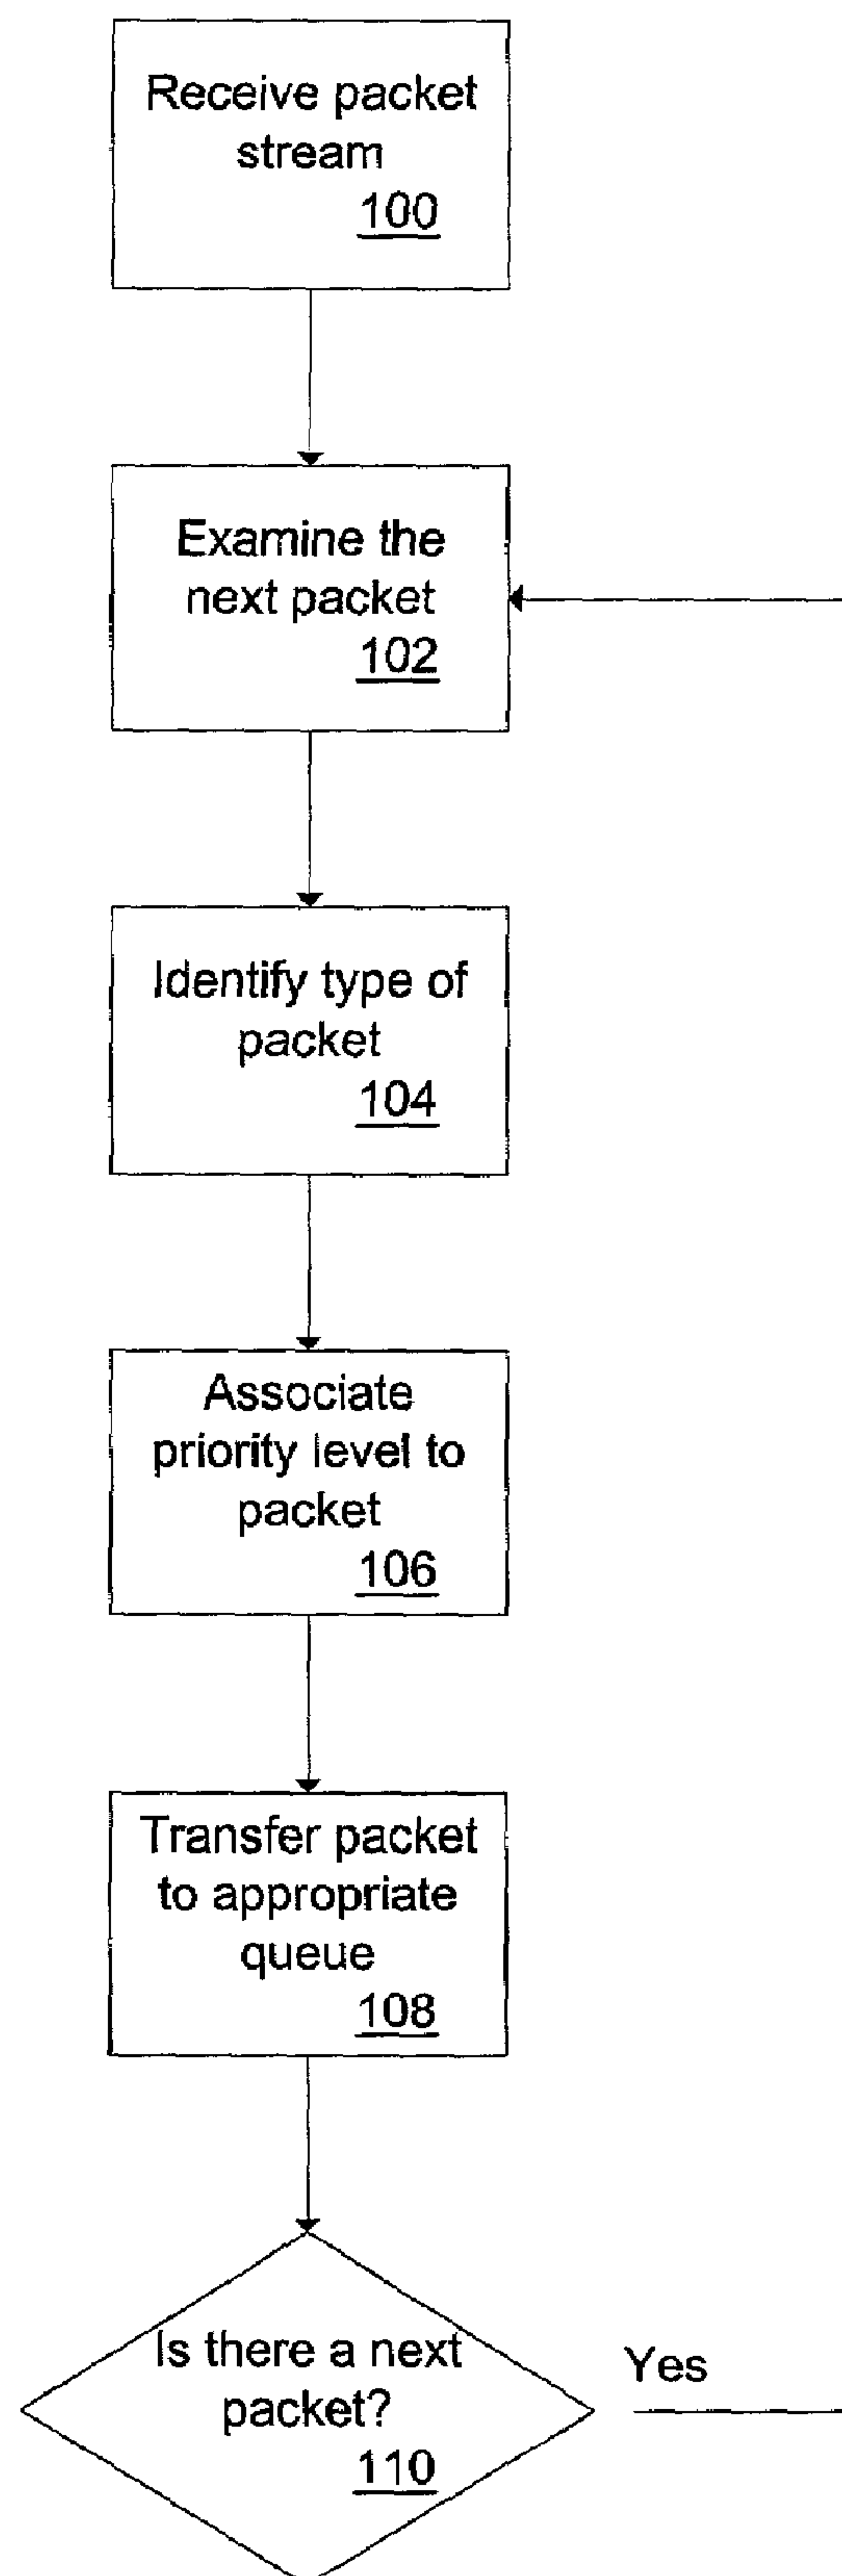 Receive packet
stream
100
Examine the
next packet
102
Identify type of
packet
104
Associate
priority level to
packet
106
Transfer packet
to appropriate
queue
108
Is there a next
packet?
110
Yes